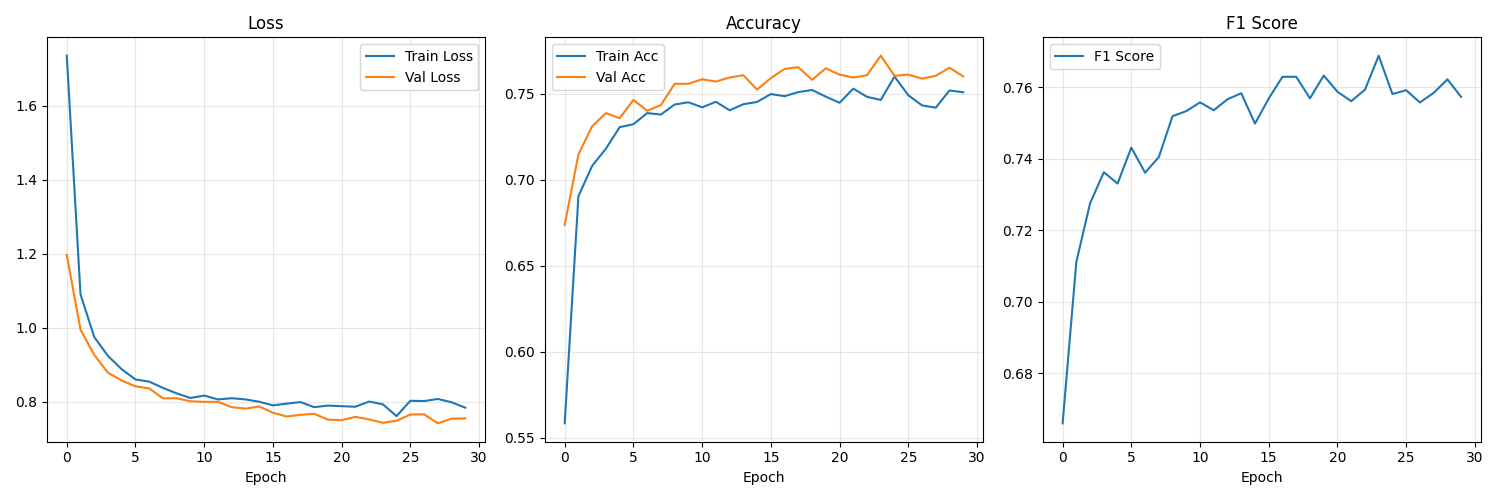 Loss
Train Loss
Val Loss
1.6
1.4
1.2
1.0
0.8
0 5 10 15 20 25 30
Epoch
Accuracy
Train Acc
Val Acc
0.75
0.70
0.65
0.60
0.55
0 5 10 15 20 25 30
Epoch
F1 Score
F1 Score
0.76
0.74
0.72
0.70
0.68
0 5 10 15 20 25 30
Epoch